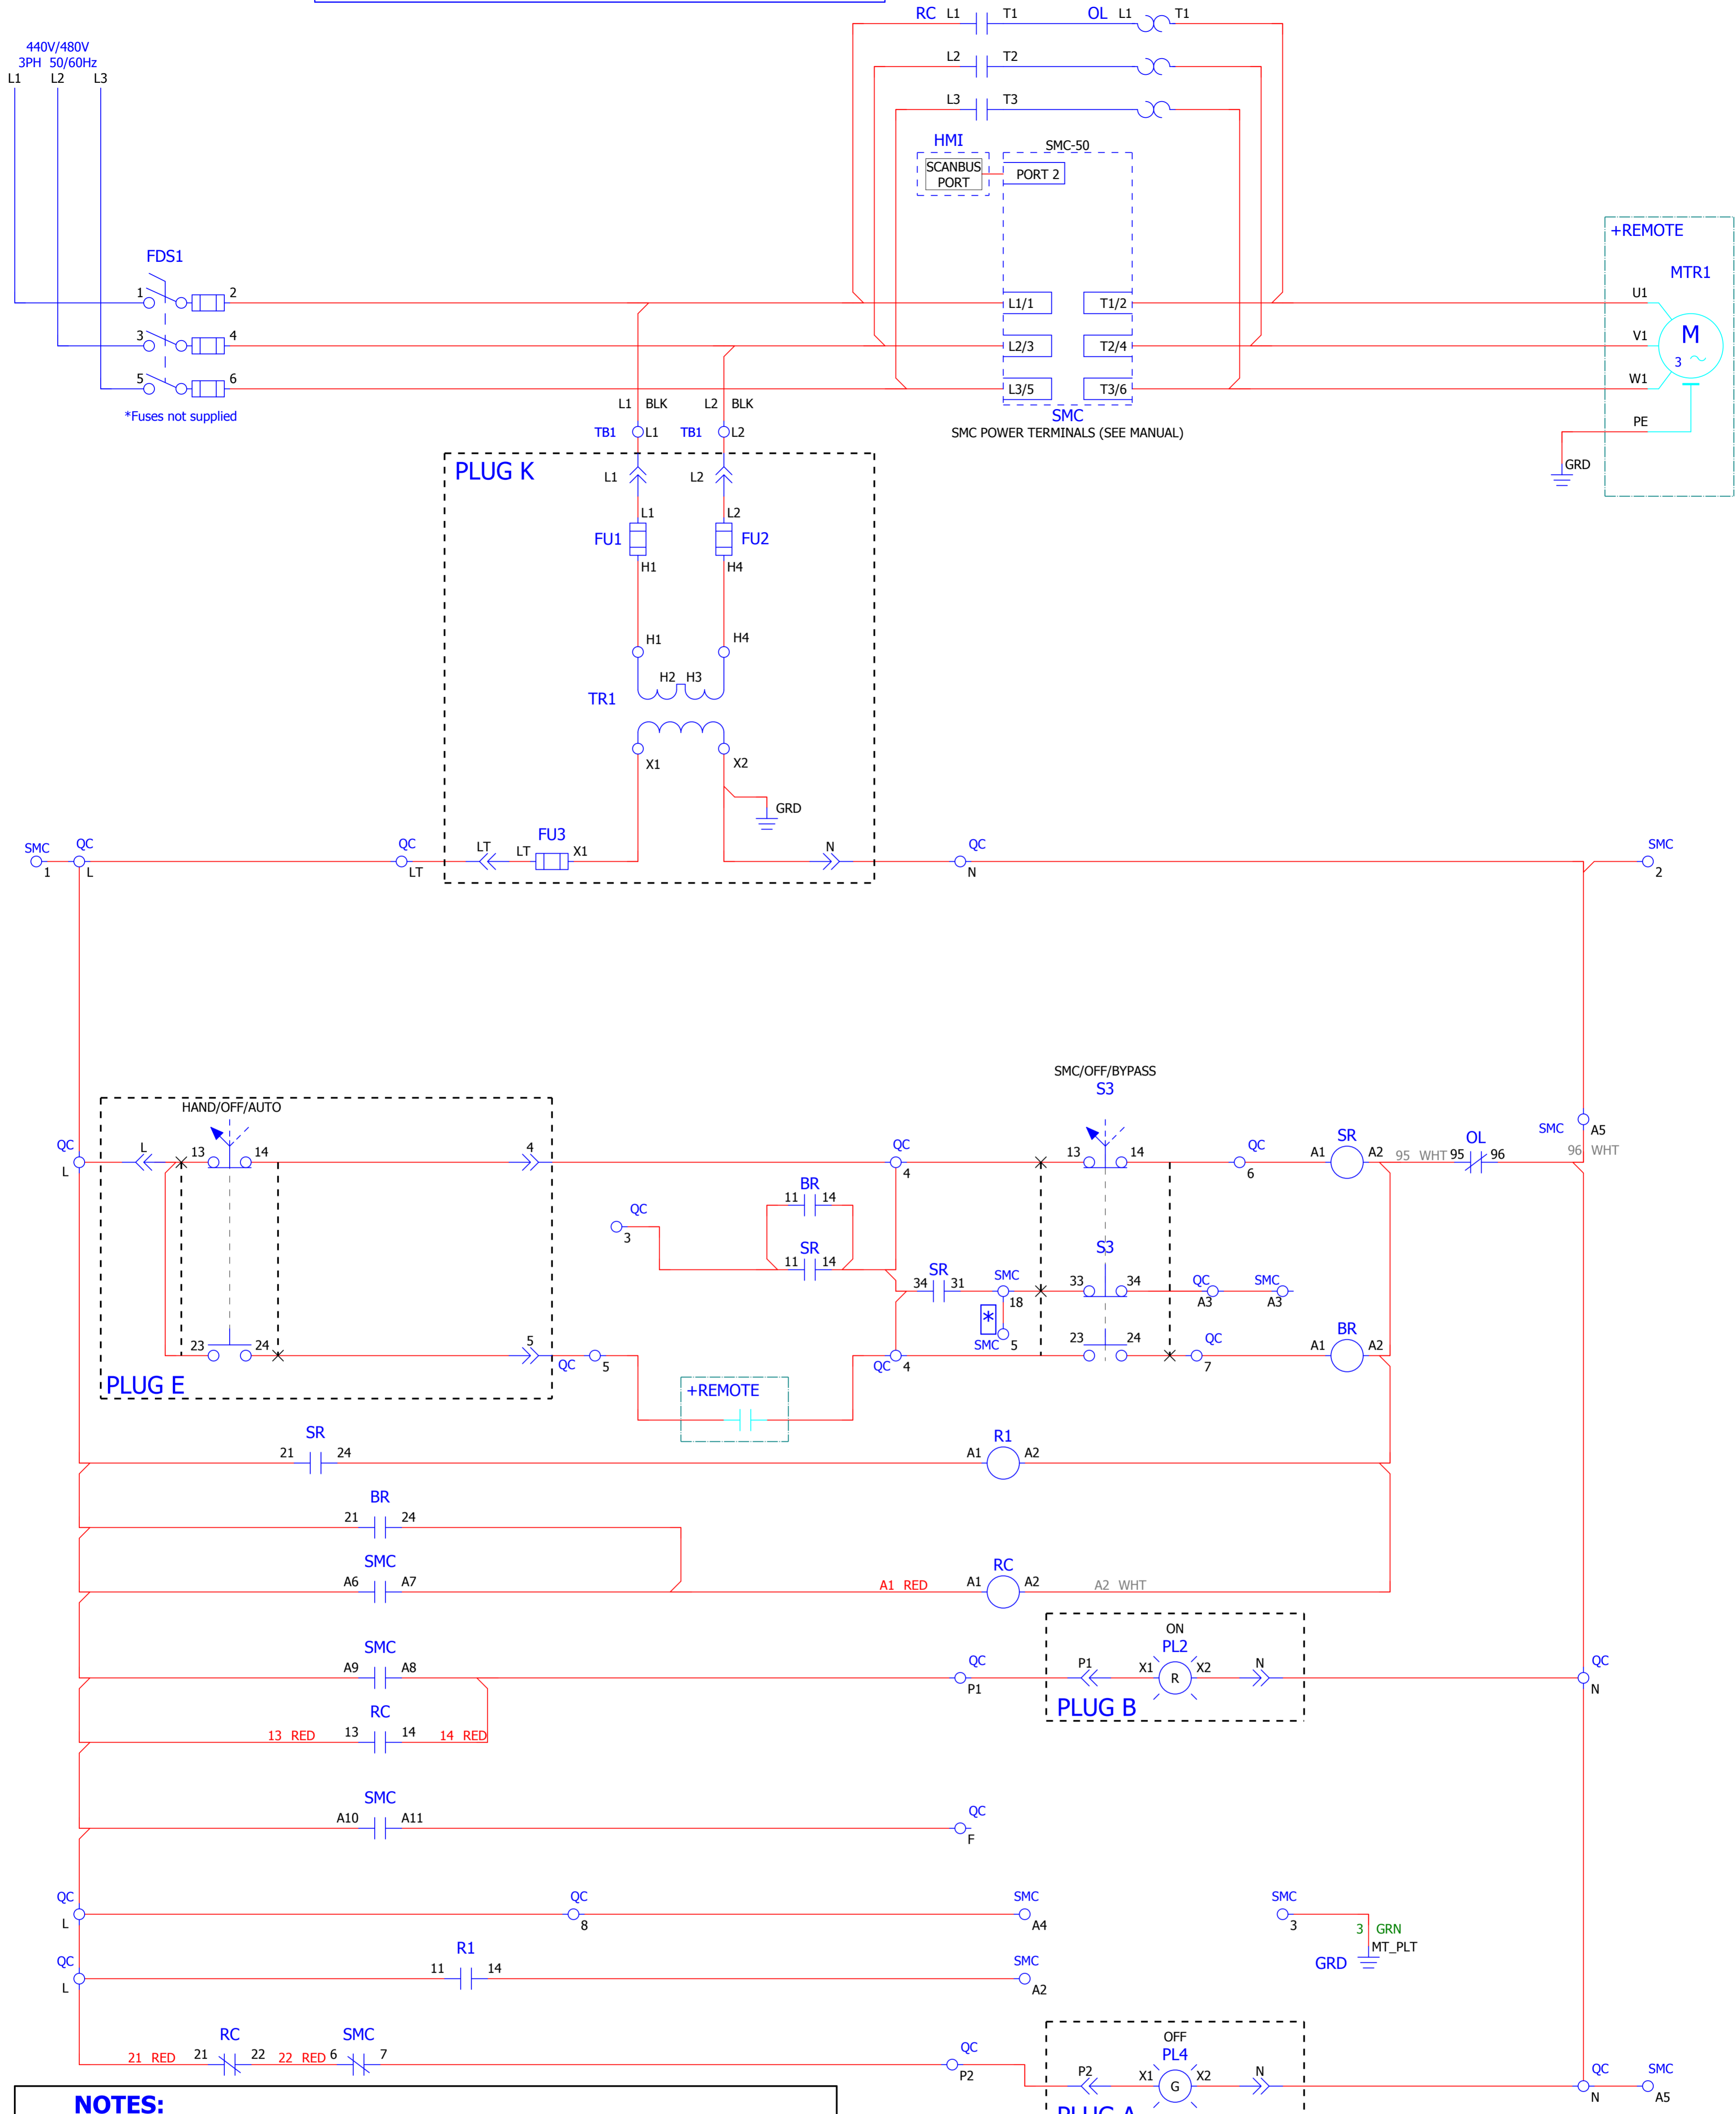 RC L1 T1 OL L1 T1
440V/480V
3PH 50/60Hz
L1 L2 L3
L2 T2
L3 T3
HMI
SMC-50
SCANBUS
PORT
PORT 2
+REMOTE
MTR1
FDS1
1 2
L1/1 T1/2
U1
3 4
L2/3 T2/4
V1
M
3
5 6
L3/5 T3/6
W1
*Fuses not supplied
L1 BLK L2 BLK
SMC
SMC POWER TERMINALS (SEE MANUAL)
PE
GRD
TB1 L1 TB1 L2
PLUG K
L1 L2
L1 L2
FU1 FU2
H1 H4
H1 H4
H2 H3
TR1
X1 X2
GRD
SMC QC QC LT LT FU3 X1 N QC SMC
1 L LT N 2
SMC/OFF/BYPASS
S3
HAND/OFF/AUTO
QC L 13 14 4 QC 13 14 QC SR OL SMC A5
L 4 6 A1 A2 95 WHT 95 96 96 WHT
BR
11 14
QC
3
SR
11 14
S3
SR
34 31 SMC 33 34 QC SMC
18 A3 A3
*
SMC 5
23 24 5 23 24 QC BR
QC 5 QC 4 7 A1 A2
PLUG E
+REMOTE
SR R1
21 24 A1 A2
BR
21 24
SMC RC
A6 A7 A1 RED A1 A2 A2 WHT
ON
SMC PL2
A9 A8 QC P1 X1 R X2 N QC
P1 N
PLUG B
RC
13 RED 13 14 14 RED
SMC
A10 A11 QC
F
QC QC SMC SMC
L 8 A4 3
3 GRN
MT_PLT
GRD
QC R1 SMC
L 11 14 A2
OFF
RC SMC QC PL4
21 RED 21 22 22 RED 6 7 P2 P2 X1 G X2 N QC SMC
N A5
NOTES:
PLUG A